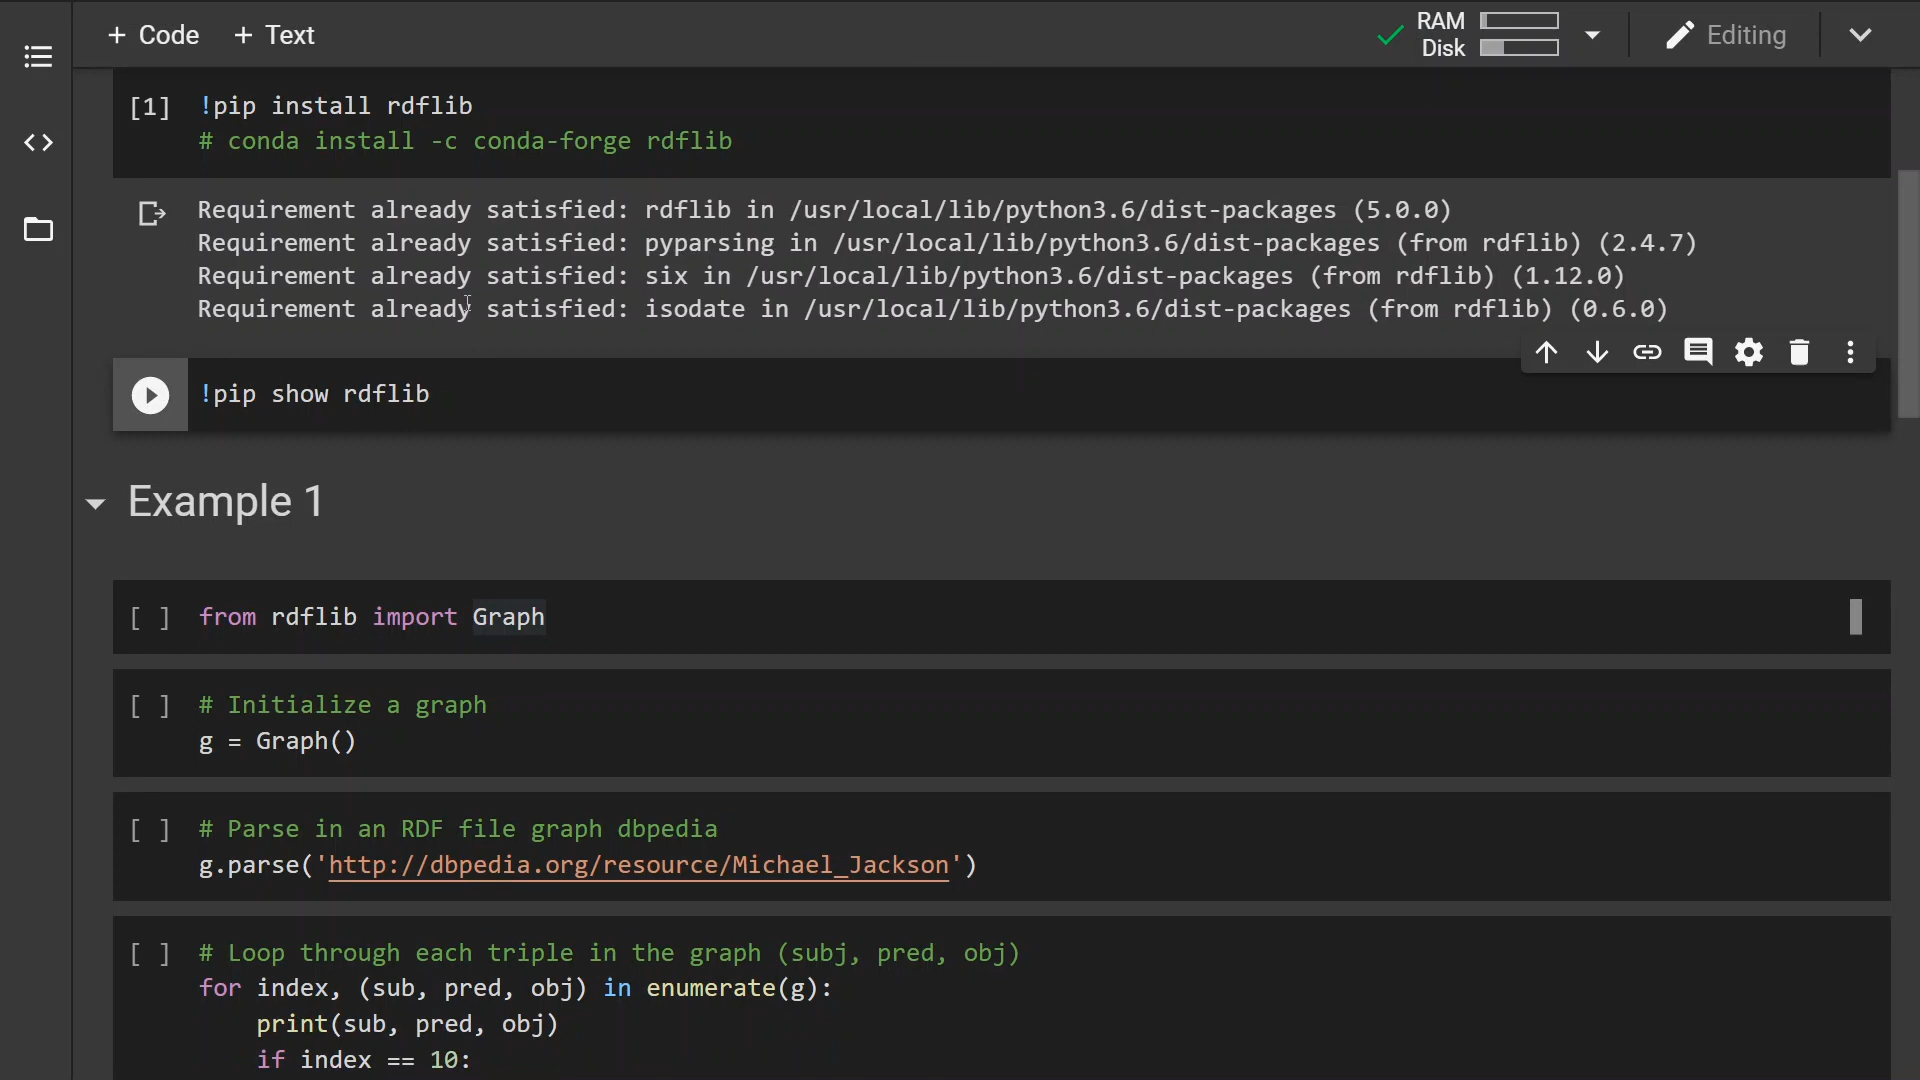 + Code + Text
RAM
Disk
Editing
[1] !pip install rdflib
# conda install -c conda-forge rdflib
Requirement already satisfied: rdflib in /usr/local/lib/python3.6/dist-packages (5.0.0)
Requirement already satisfied: pyparsing in /usr/local/lib/python3.6/dist-packages (from rdflib) (2.4.7)
Requirement already satisfied: six in /usr/local/lib/python3.6/dist-packages (from rdflib) (1.12.0)
Requirement already satisfied: isodate in /usr/local/lib/python3.6/dist-packages (from rdflib) (0.6.0)
!pip show rdflib
Example 1
[ ] from rdflib import Graph
[ ] # Initialize a graph
g = Graph()
[ ] # Parse in an RDF file graph dbpedia
g.parse('http://dbpedia.org/resource/Michael_Jackson')
[ ] # Loop through each triple in the graph (subj, pred, obj)
for index, (sub, pred, obj) in enumerate(g):
    print(sub, pred, obj)
    if index == 10: